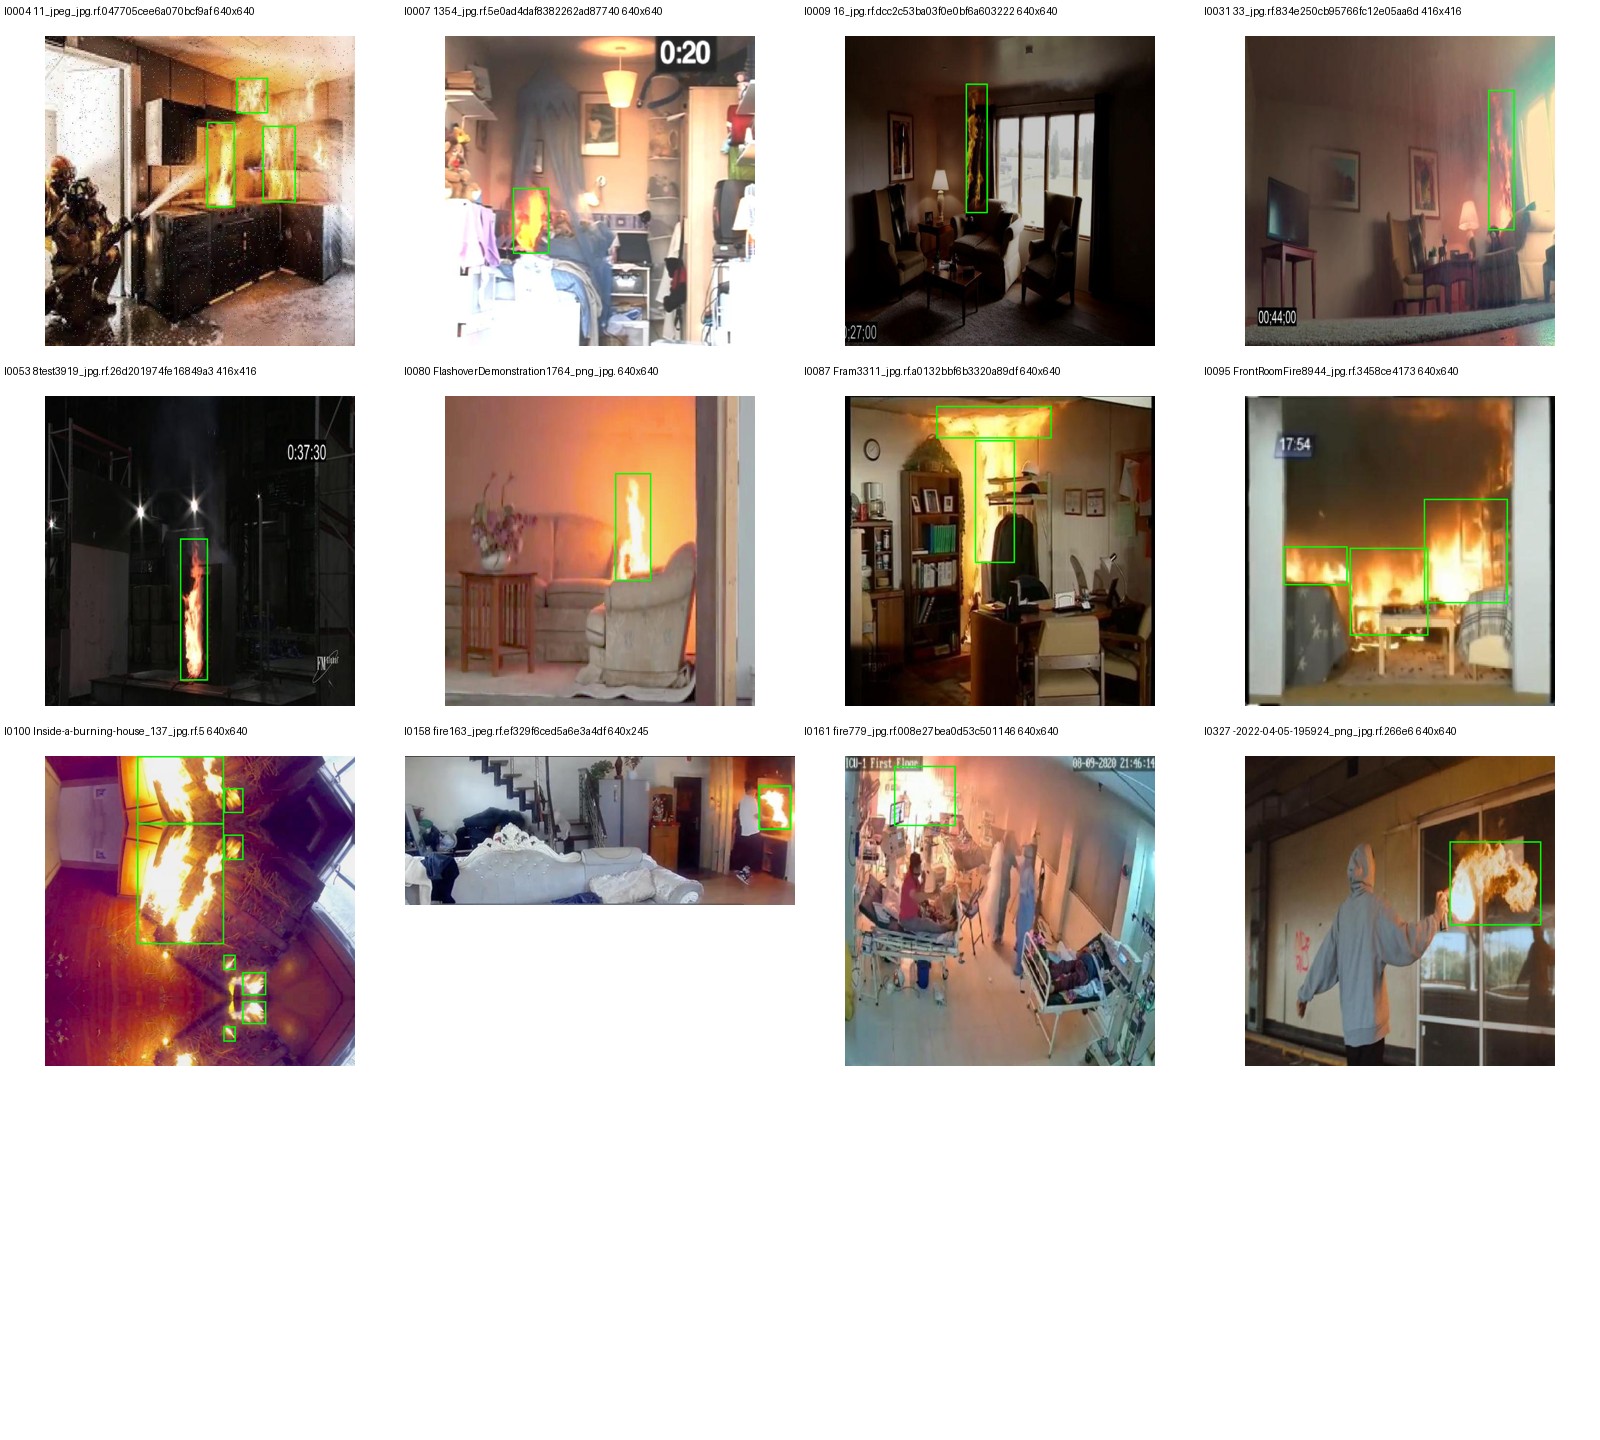 I0004 11_jpeg_jpg.rf.047705cee6a070bcf9af 640x640
I0007 1354_jpg.rf.5e0ad4daf8382262ad87740 640x640
I0009 16_jpg.rf.dcc2c53ba03f0e0bf6a603222 640x640
I0031 33_jpg.rf.834e250cb95766fc12e05aa6d 416x416
0:20
:27;00
00;44;00
I0053 8test3919_jpg.rf.26d201974fe16849a3 416x416
I0080 FlashoverDemonstration1764_png_jpg. 640x640
I0087 Fram3311_jpg.rf.a0132bbf6b3320a89df 640x640
I0095 FrontRoomFire8944_jpg.rf.3458ce4173 640x640
0:37:30
FM
17:54
I0100 Inside-a-burning-house_137_jpg.rf.5 640x640
I0158 fire163_jpeg.rf.ef329f6ced5a6e3a4df 640x245
I0161 fire779_jpg.rf.008e27bea0d53c501146 640x640
I0327 -2022-04-05-195924_png_jpg.rf.266e6 640x640
ICU-1 First Floor
08-09-2020 21:46:14